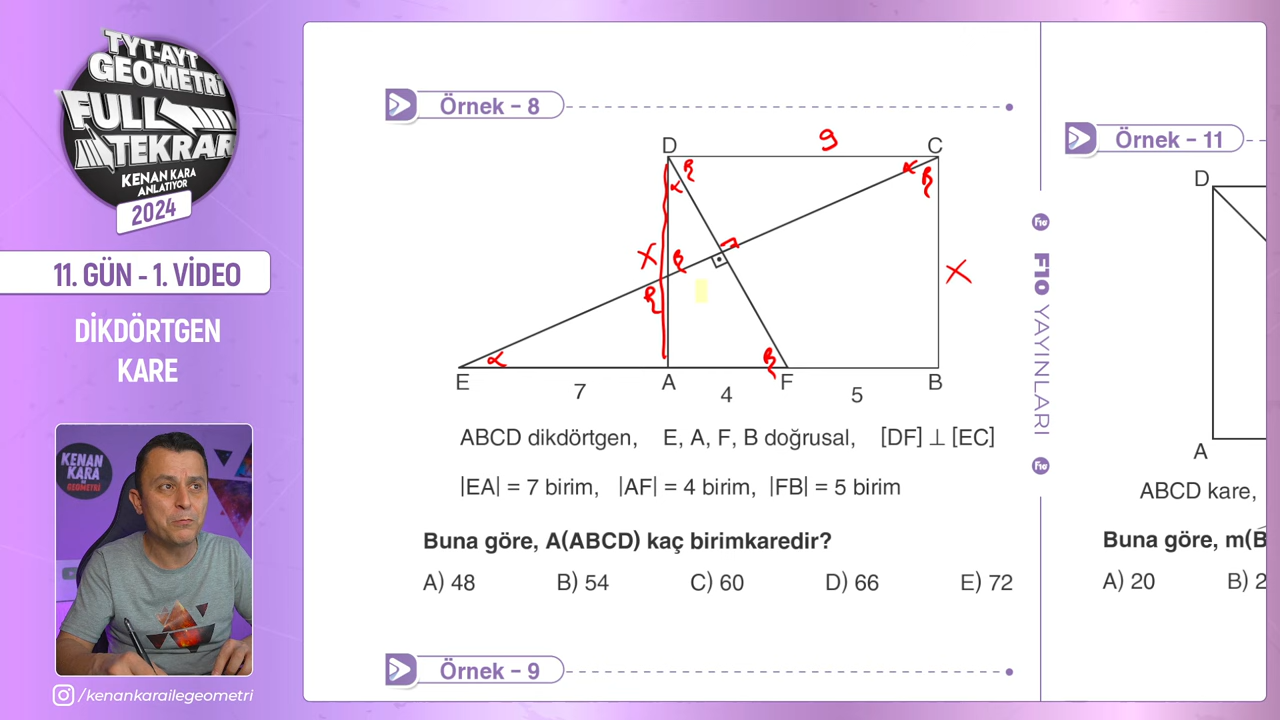 TYT-AYT
GEOMETRİ
FULL
TEKRAR
KENAN KARA
ANLATIYOR
2024
11. GÜN - 1. VİDEO
DİKDÖRTGEN
KARE
KENAN
KARA
GEOMETRİ
/kenankarailegeometri
Örnek – 8
D 9 C
α β α β
X β X
β
α β
E A F B
7 4 5
ABCD dikdörtgen, E, A, F, B doğrusal, [DF] ⊥ [EC]
|EA| = 7 birim, |AF| = 4 birim, |FB| = 5 birim
Buna göre, A(ABCD) kaç birimkaredir?
A) 48 B) 54 C) 60 D) 66 E) 72
Örnek – 9
F10 F10 YAYINLARI F10
Örnek – 11
D
A
ABCD kare,
Buna göre, m(B
A) 20 B) 2